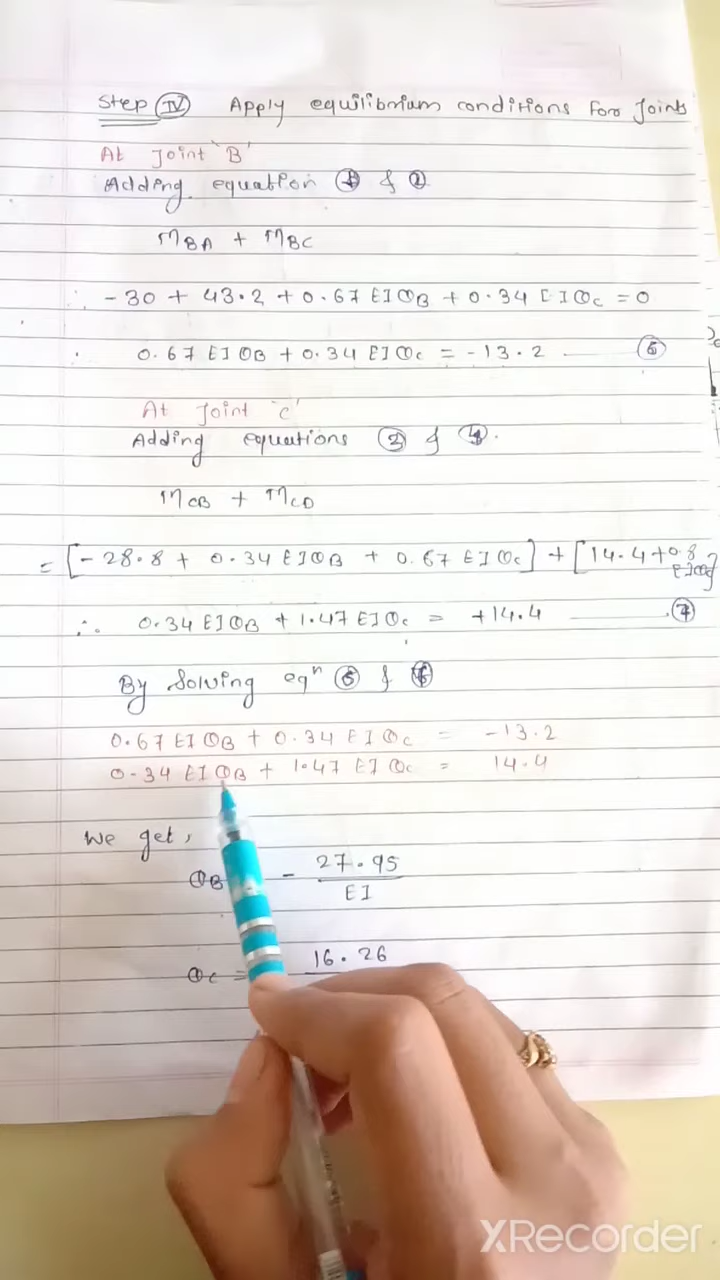 Step IV Apply equilibrium conditions for Joints
At Joint 'B'
Adding equation & 2
MBA + MBC
∴ -30 + 43.2 + 0.67 EIΘB + 0.34 EIΘC = 0
∴ 0.67 EIΘB + 0.34 EIΘC = -13.2
At Joint 'C'
Adding equations &
MCB + MCD
= [-28.8 + 0.34 EIΘB + 0.67 EIΘC] + [14.4 + 0.8 EIΘC]
∴ 0.34 EIΘB + 1.47 EIΘC = +14.4 7
By Solving eqn &
0.67 EIΘB + 0.34 EIΘC = -13.2
0.34 EIΘB + 1.47 EIΘC = 14.4
We get,
ΘB - 27.95
EI
ΘC = 16.26
XRecorder